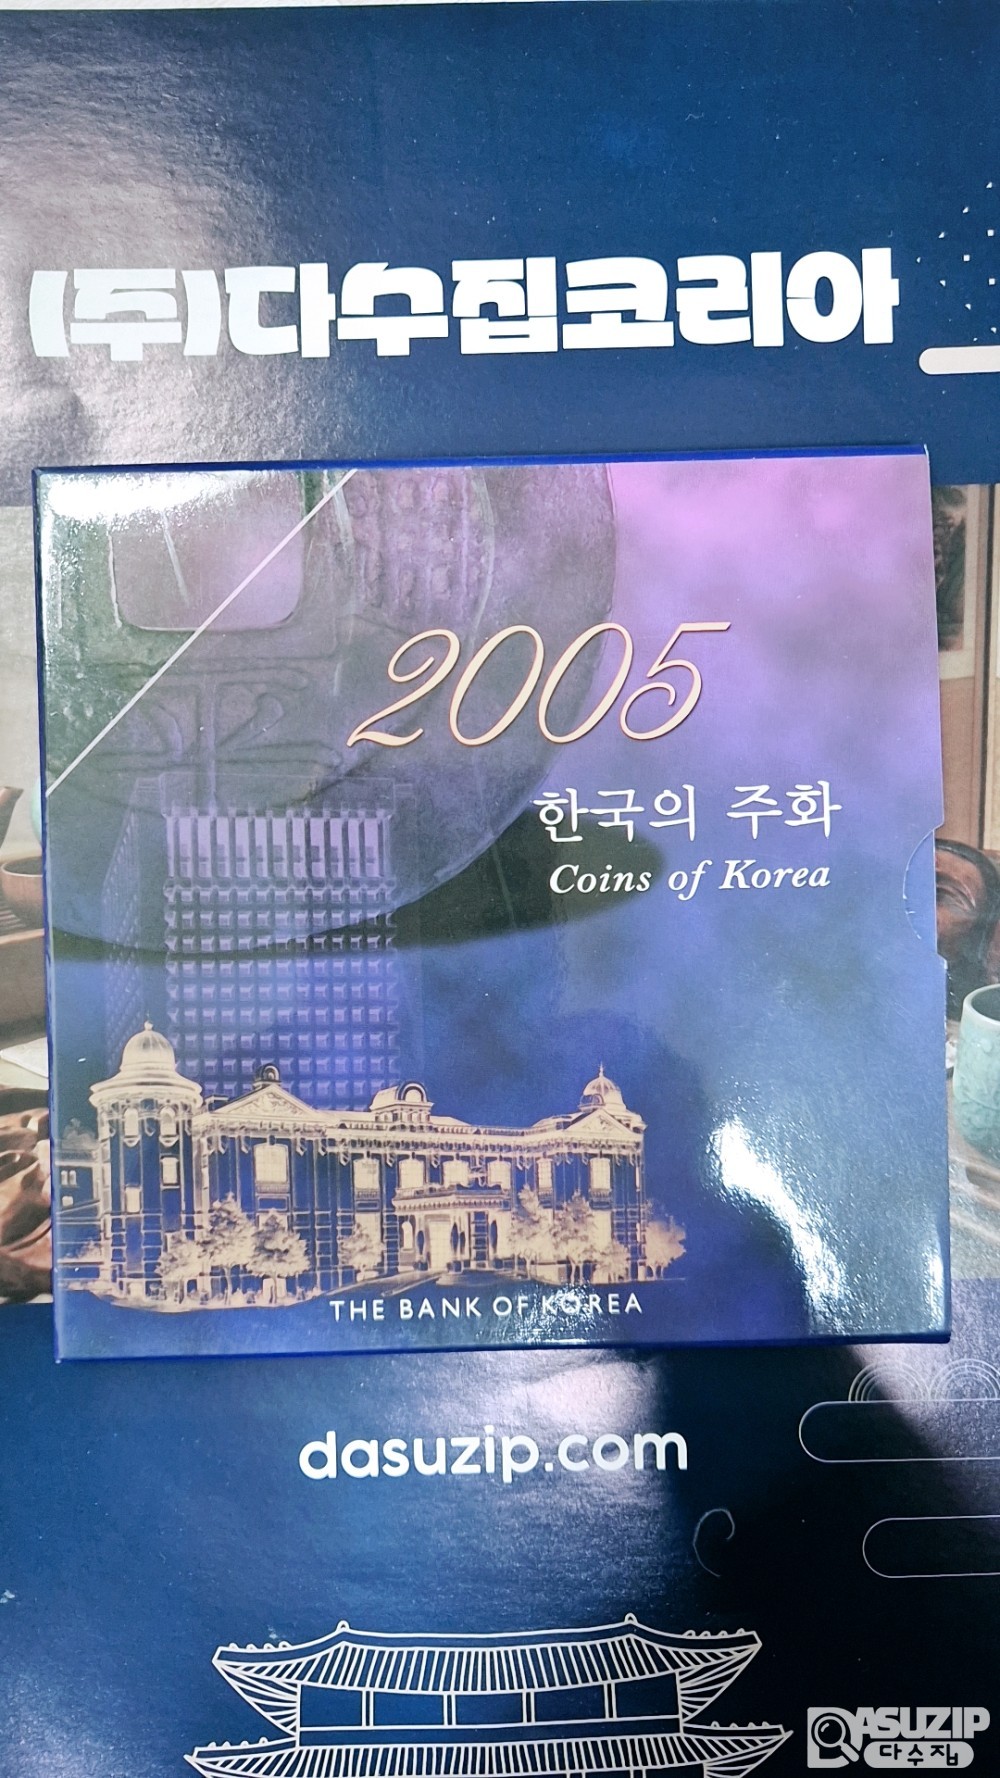 (주)다수집코리아
2005
한국의 주화
Coins of Korea
THE BANK OF KOREA
dasuzip.com
DASUZIP
다수집